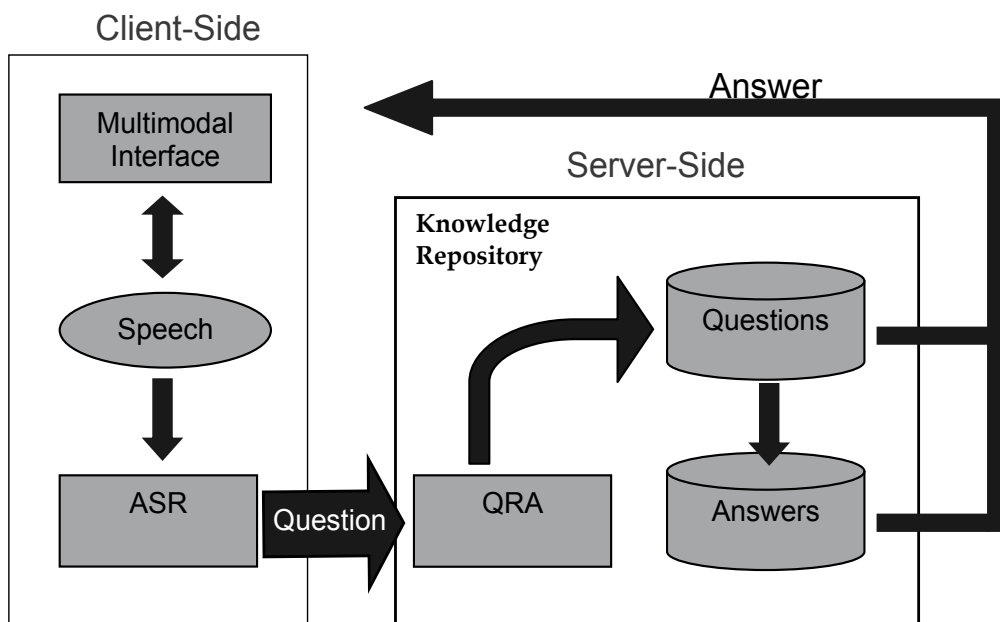 Client-Side
Multimodal
Interface
Speech
ASR
Question
Answer
Server-Side
Knowledge
Repository
QRA
Questions
Answers